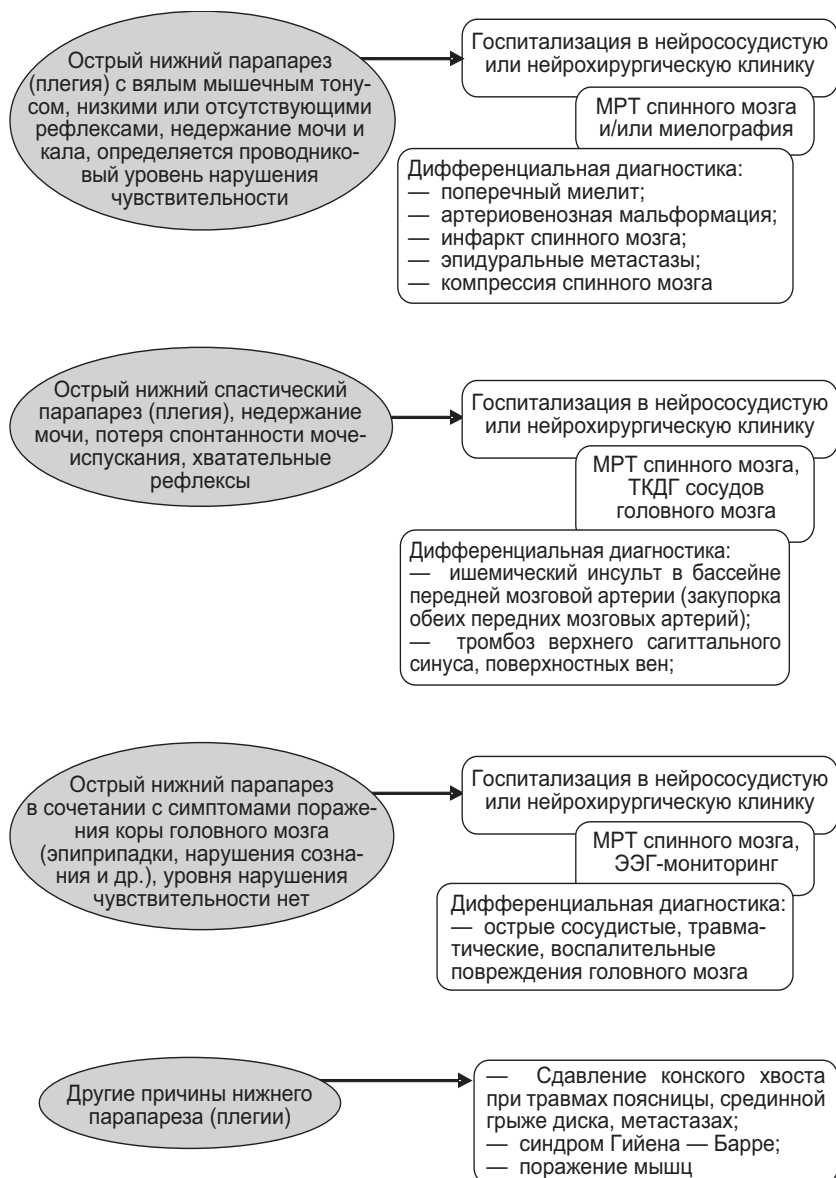 Острый нижний парапарез
(плегия) с вялым мышечным тону-
сом, низкими или отсутствующими
рефлексами, недержание мочи и
кала, определяется проводнико-
вый уровень нарушения
чувствительности
Госпитализация в нейрососудистую
или нейрохирургическую клинику
МРТ спинного мозга
и/или миелография
Дифференциальная диагностика:
— поперечный миелит;
— артериовенозная мальформация;
— инфаркт спинного мозга;
— эпидуральные метастазы;
— компрессия спинного мозга
Острый нижний спастический
парапарез (плегия), недержание
мочи, потеря спонтанности моче-
испускания, хватательные
рефлексы
Госпитализация в нейрососудистую
или нейрохирургическую клинику
МРТ спинного мозга,
ТКДГ сосудов
головного мозга
Дифференциальная диагностика:
— ишемический инсульт в бассейне
передней мозговой артерии (закупорка
обеих передних мозговых артерий);
— тромбоз верхнего сагиттального
синуса, поверхностных вен;
Острый нижний парапарез
в сочетании с симптомами пораже-
ния коры головного мозга
(эпиприпадки, нарушения созна-
ния и др.), уровня нарушения
чувствительности нет
Госпитализация в нейрососудистую
или нейрохирургическую клинику
МРТ спинного мозга,
ЭЭГ-мониторинг
Дифференциальная диагностика:
— острые сосудистые, травма-
тические, воспалительные
повреждения головного мозга
Другие причины нижнего
парапареза (плегии)
— Сдавление конского хвоста
при травмах поясницы, срединной
грыже диска, метастазах;
— синдром Гийена — Барре;
— поражение мышц